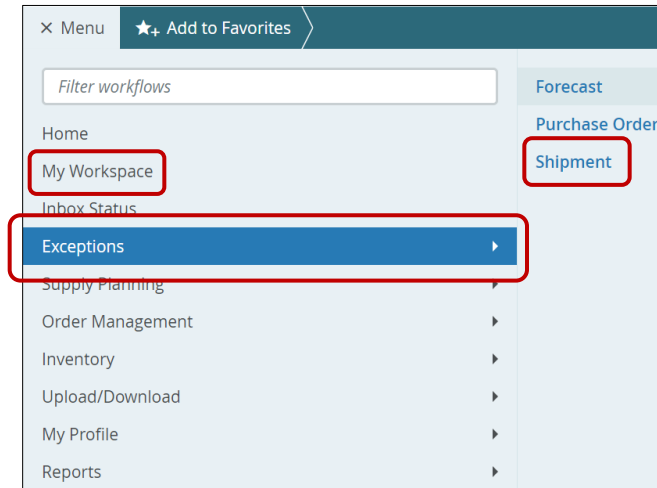 × Menu
Add to Favorites
Filter workflows
Home
My Workspace
Inbox Status
Exceptions
Supply Planning
Order Management
Inventory
Upload/Download
My Profile
Reports
Forecast
Purchase Order
Shipment